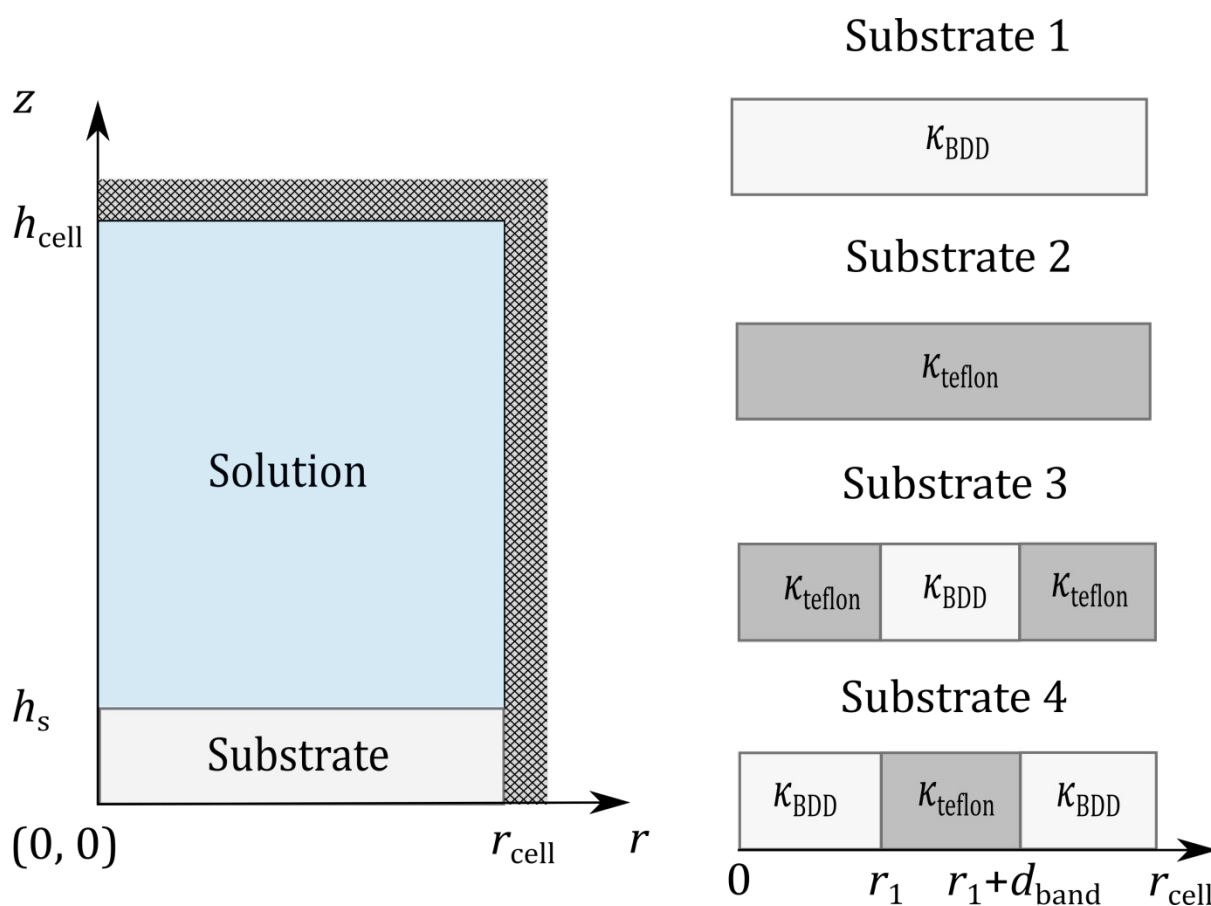 z
h_cell
Solution
h_s
Substrate
(0, 0)
r_cell
r
Substrate 1
κ_BDD
Substrate 2
κ_teflon
Substrate 3
κ_teflon κ_BDD κ_teflon
Substrate 4
κ_BDD κ_teflon κ_BDD
0 r_1 r_1+d_band r_cell